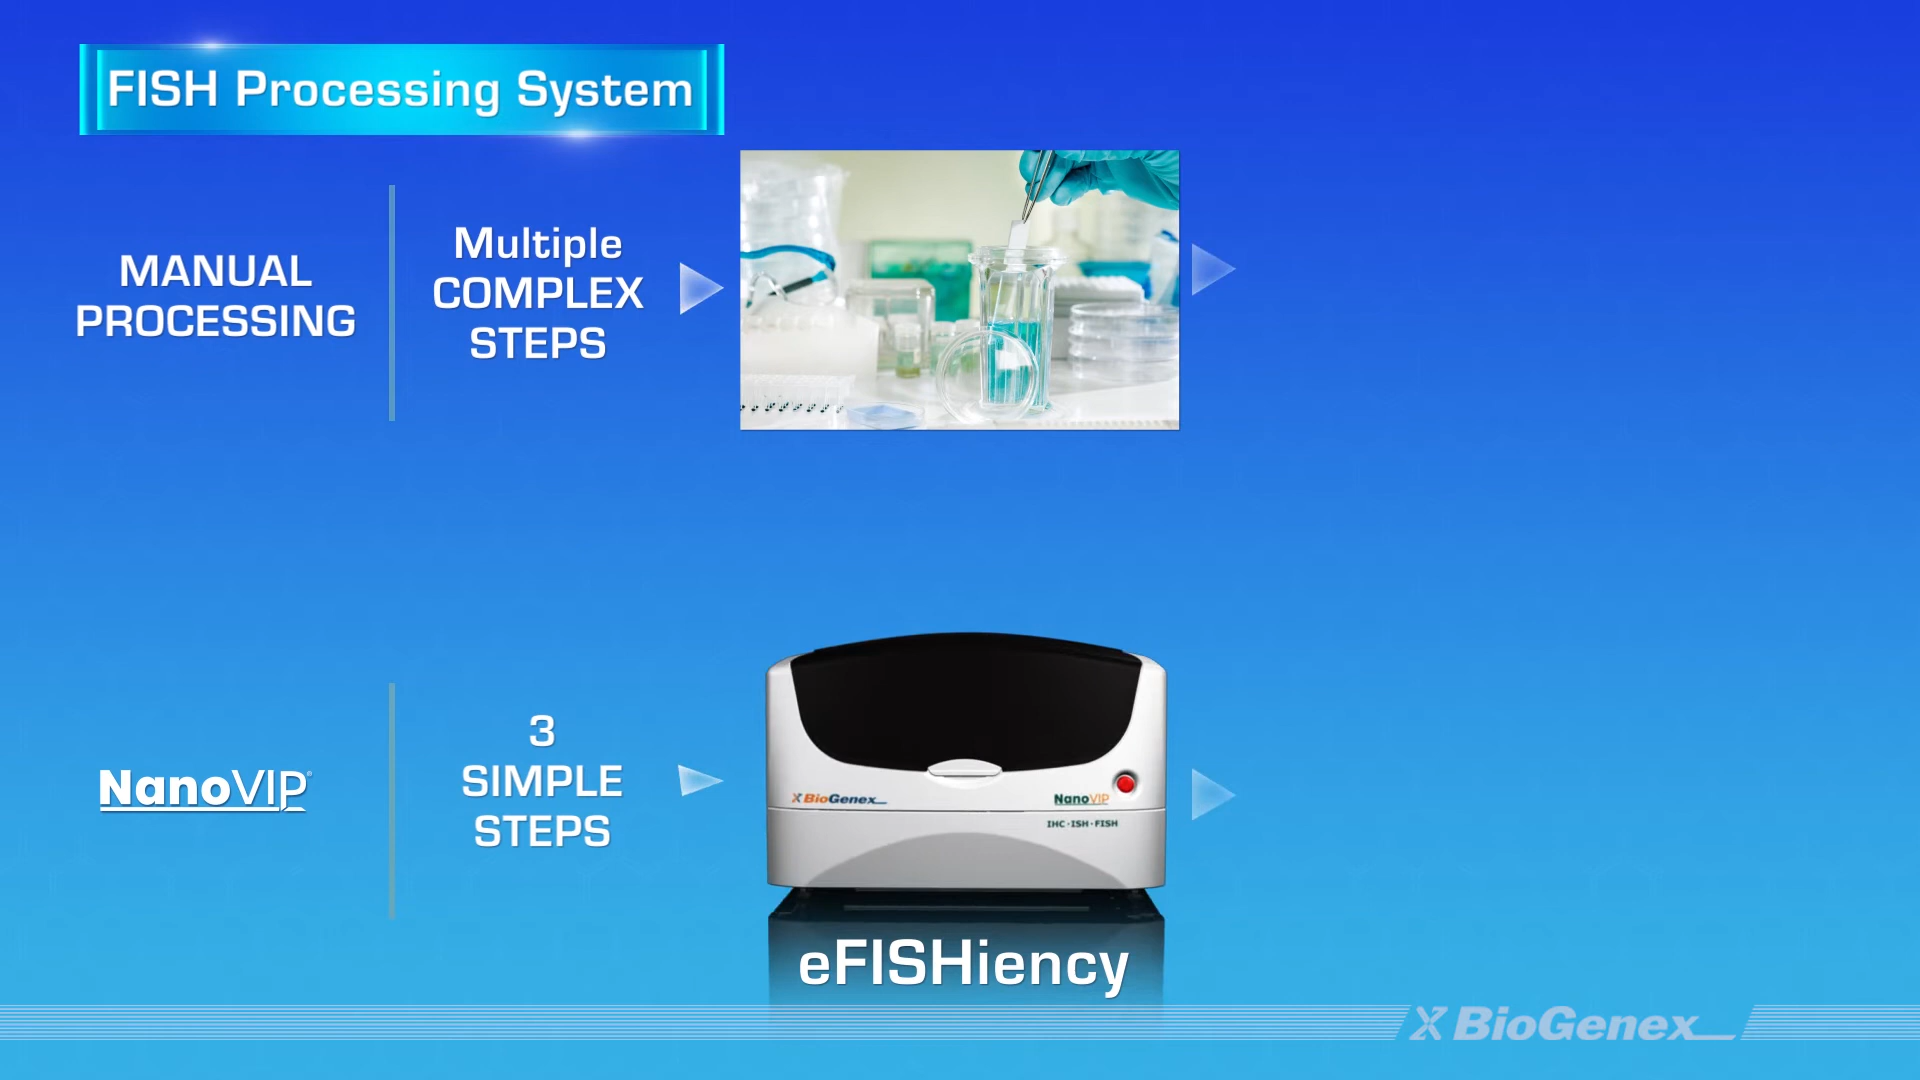 FISH Processing System
MANUAL
PROCESSING
Multiple
COMPLEX
STEPS
NanoVIP®
3
SIMPLE
STEPS
BioGenex
NanoVIP
IHC·ISH·FISH
eFISHiency
BioGenex